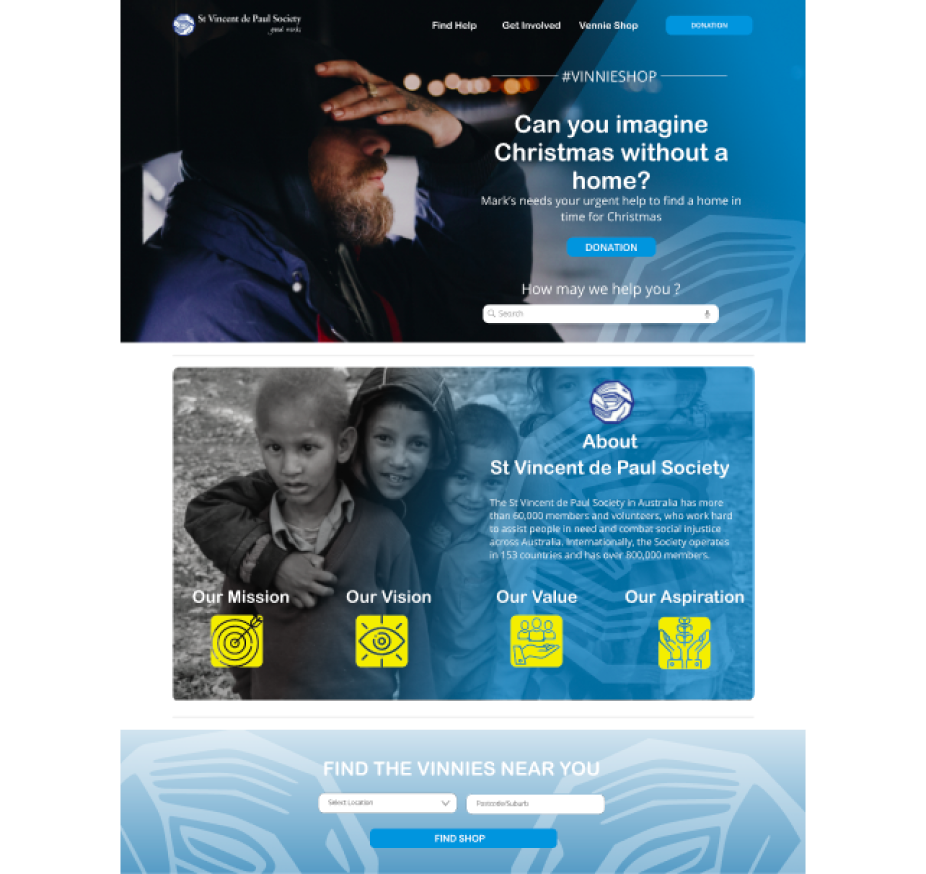 St Vincent de Paul Society
good works
Find Help
Get Involved
Vennie Shop
DONATION
#VINNIESHOP
Can you imagine
Christmas without a
home?
Mark's needs your urgent help to find a home in
time for Christmas
DONATION
How may we help you ?
Search
About
St Vincent de Paul Society
The St Vincent de Paul Society in Australia has more
than 60,000 members and volunteers, who work hard
to assist people in need and combat social injustice
across Australia. Internationally, the Society operates
in 153 countries and has over 800,000 members.
Our Mission
Our Vision
Our Value
Our Aspiration
FIND THE VINNIES NEAR YOU
Select Location
Postcode/Suburb
FIND SHOP